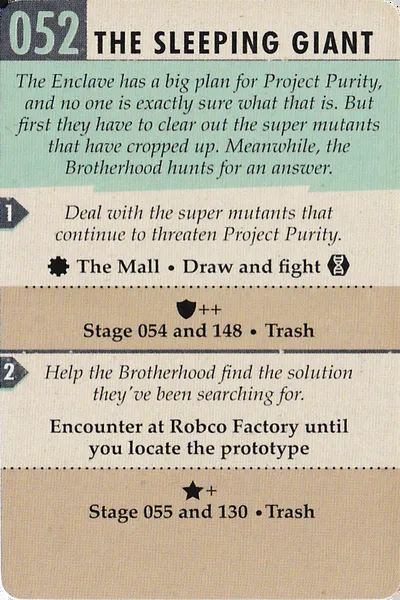 052 THE SLEEPING GIANT
The Enclave has a big plan for Project Purity,
and no one is exactly sure what that is. But
first they have to clear out the super mutants
that have cropped up. Meanwhile, the
Brotherhood hunts for an answer.
1
Deal with the super mutants that
continue to threaten Project Purity.
The Mall • Draw and fight
++
Stage 054 and 148 • Trash
2
Help the Brotherhood find the solution
they've been searching for.
Encounter at Robco Factory until
you locate the prototype
+
Stage 055 and 130 • Trash